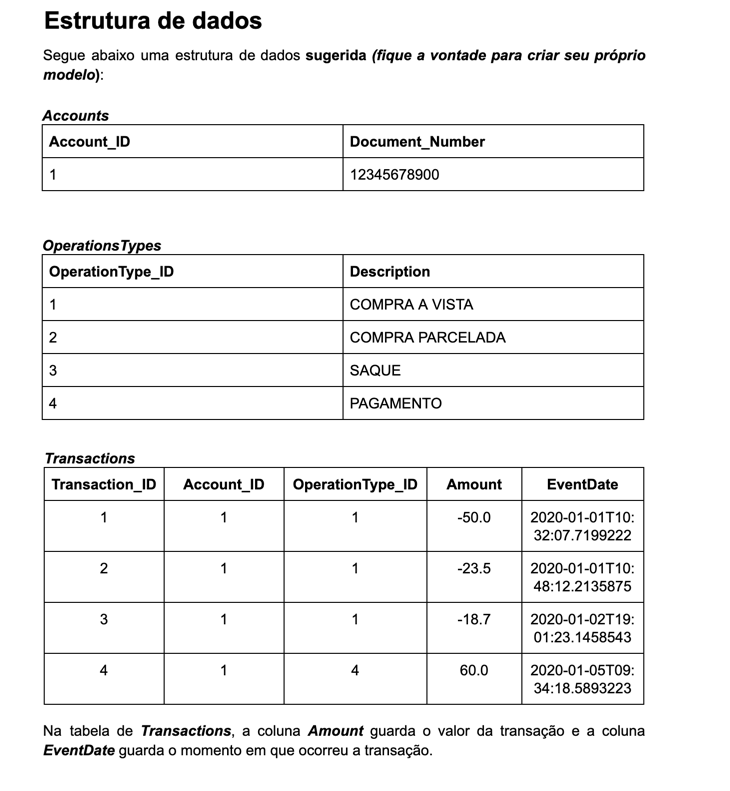 Estrutura de dados
Segue abaixo uma estrutura de dados sugerida (fique a vontade para criar seu próprio
modelo):
Accounts
Account_ID Document_Number
1 12345678900
OperationsTypes
OperationType_ID Description
1 COMPRA A VISTA
2 COMPRA PARCELADA
3 SAQUE
4 PAGAMENTO
Transactions
Transaction_ID Account_ID OperationType_ID Amount EventDate
1 1 1 -50.0 2020-01-01T10:
32:07.7199222
2 1 1 -23.5 2020-01-01T10:
48:12.2135875
3 1 1 -18.7 2020-01-02T19:
01:23.1458543
4 1 4 60.0 2020-01-05T09:
34:18.5893223
Na tabela de Transactions, a coluna Amount guarda o valor da transação e a coluna
EventDate guarda o momento em que ocorreu a transação.